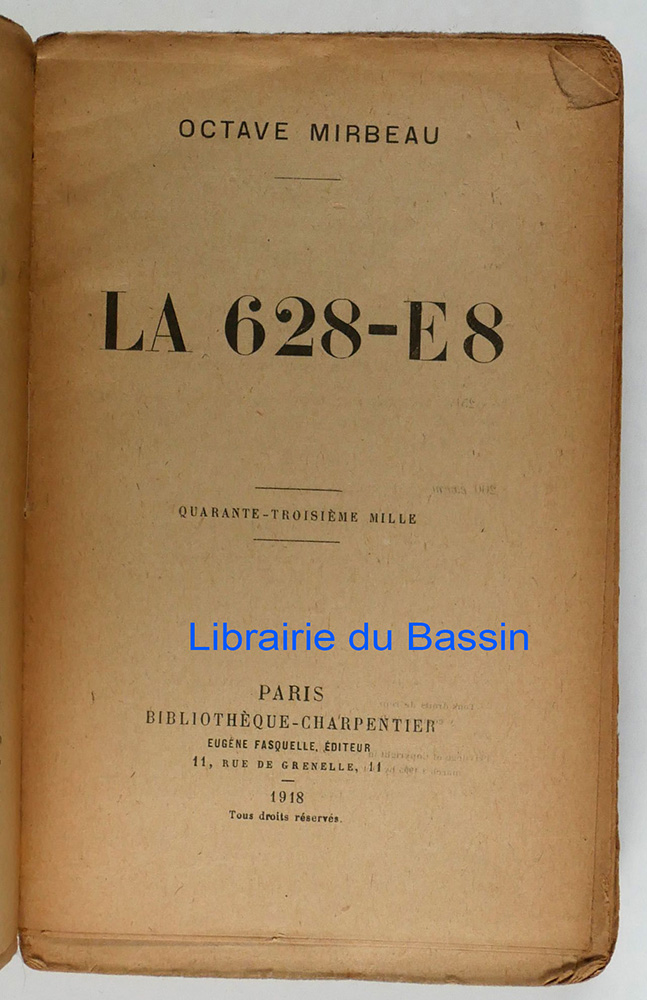 OCTAVE MIRBEAU
LA 628-E8
QUARANTE-TROISIÈME MILLE
Librairie du Bassin
PARIS
BIBLIOTHÈQUE-CHARPENTIER
EUGÈNE FASQUELLE, ÉDITEUR
11, RUE DE GRENELLE, 11
1918
Tous droits réservés.